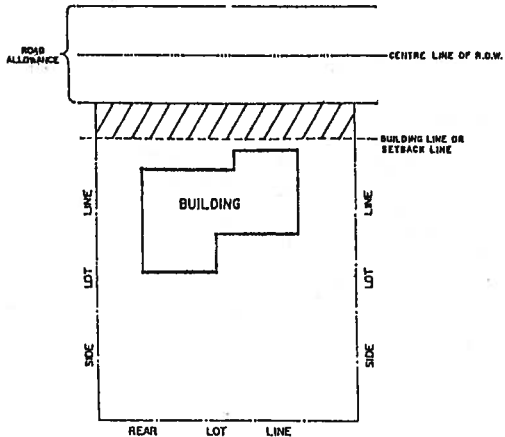 ROAD
ALLOWANCE
CENTRE LINE OF R.O.W.
BUILDING LINE OR
SETBACK LINE
BUILDING
SIDE LOT LINE
SIDE LOT LINE
REAR LOT LINE